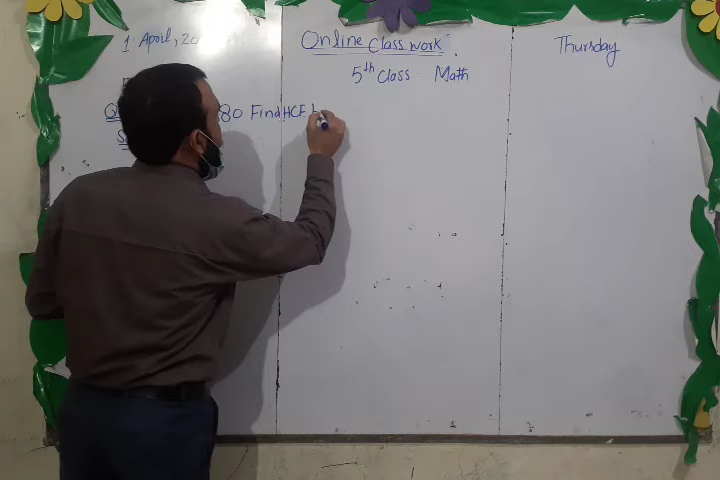 1 April, 20
Online Class work.
Thursday
5th Class Math
80 Find HCF